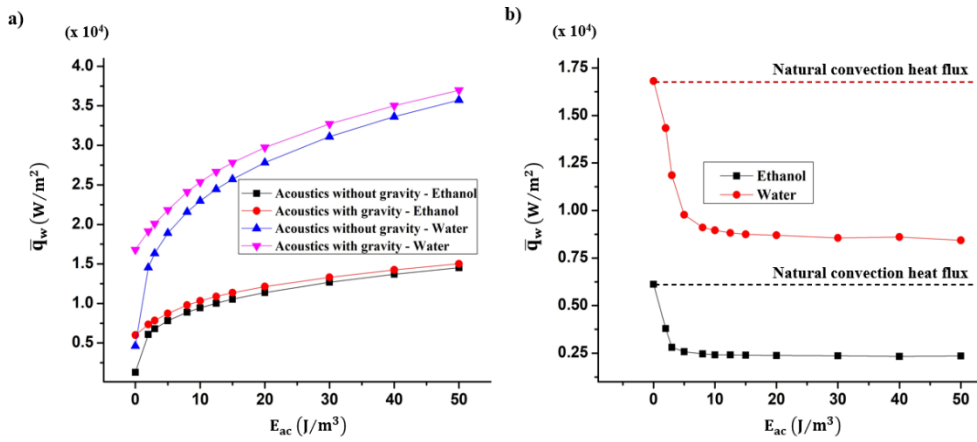 a)
(x 10⁴)
4.0
3.5
3.0
2.5
2.0
1.5
1.0
0.5
q̄w (W/m²)
Acoustics without gravity - Ethanol
Acoustics with gravity - Ethanol
Acoustics without gravity - Water
Acoustics with gravity - Water
0 10 20 30 40 50
Eac (J/m³)
b)
(x 10⁴)
1.75
1.50
1.25
1.00
0.75
0.50
0.25
q̄w (W/m²)
Natural convection heat flux
Ethanol
Water
Natural convection heat flux
0 10 20 30 40 50
Eac (J/m³)